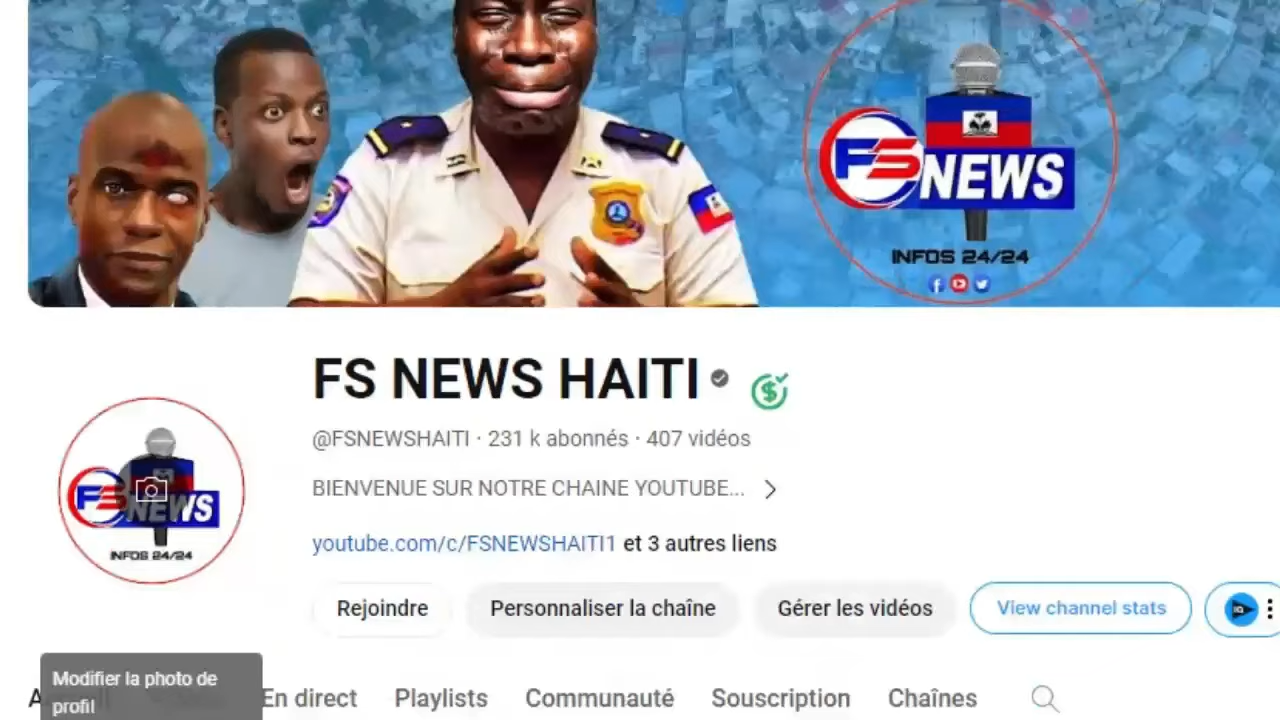 FS NEWS
INFOS 24/24
FS NEWS HAITI
@FSNEWSHAITI · 231 k abonnés · 407 vidéos
BIENVENUE SUR NOTRE CHAINE YOUTUBE...
youtube.com/c/FSNEWSHAITI1 et 3 autres liens
FS NEWS
INFOS 24/24
Rejoindre Personnaliser la chaîne Gérer les vidéos View channel stats
Modifier la photo de
profil
En direct Playlists Communauté Souscription Chaînes